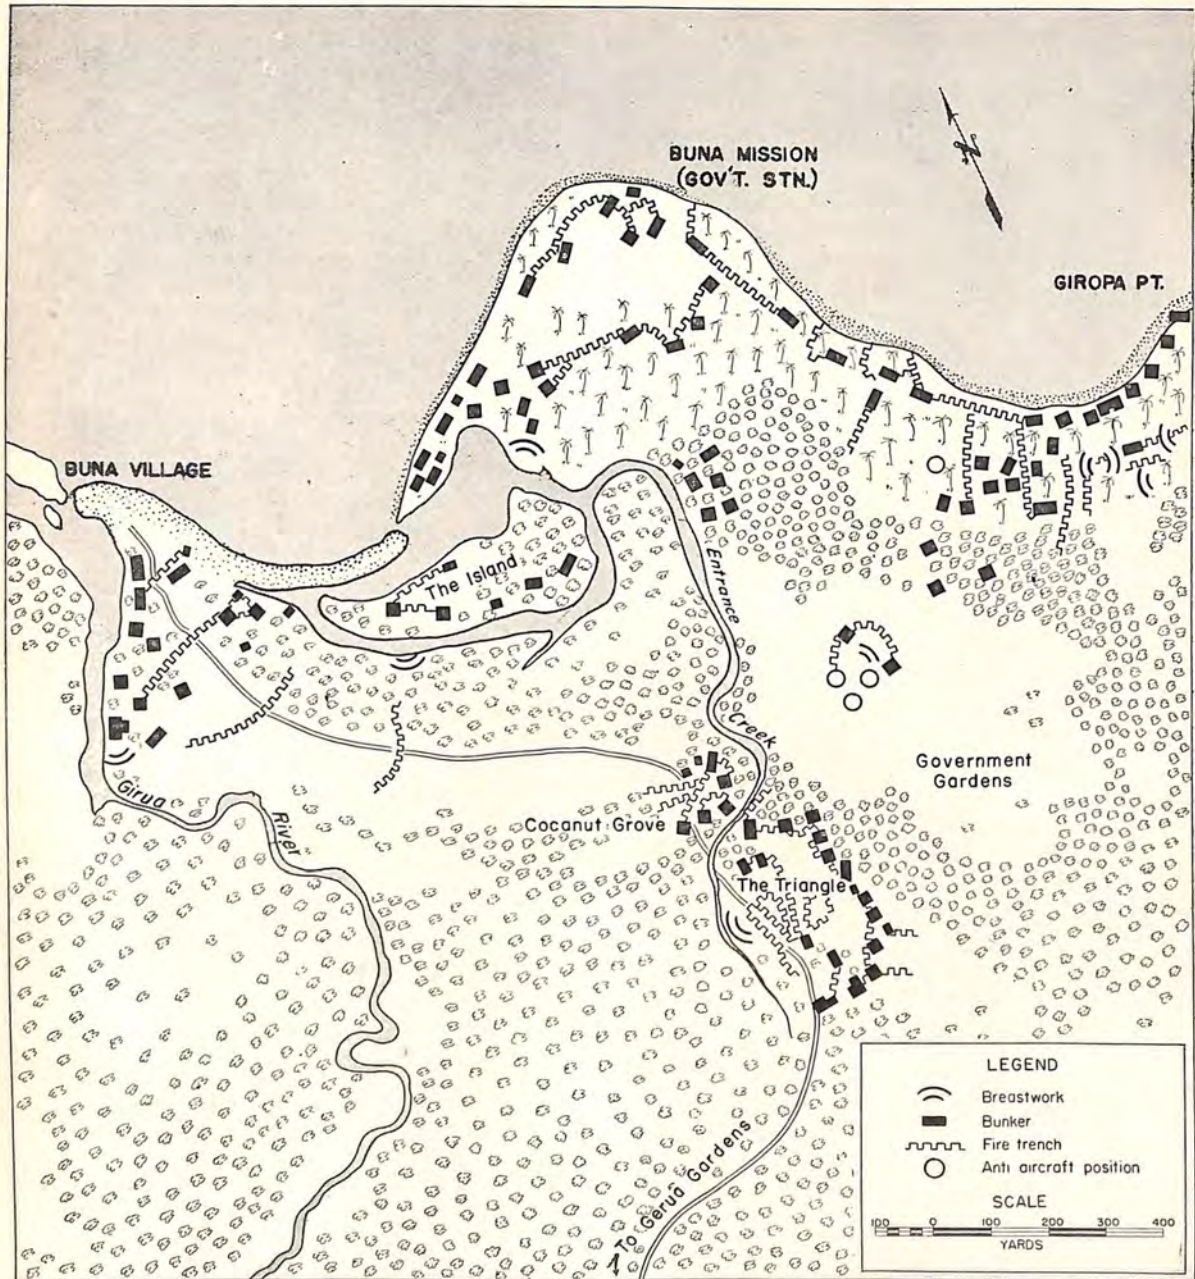 BUNA MISSION
(GOV'T. STN.)
N
GIROPA PT.
BUNA VILLAGE
The Island
Entrance
Creek
Government
Gardens
Girua
River
Cocanut Grove
The Triangle
To Gerua Gardens
LEGEND
Breastwork
Bunker
Fire trench
Anti aircraft position
SCALE
100 0 100 200 300 400
YARDS